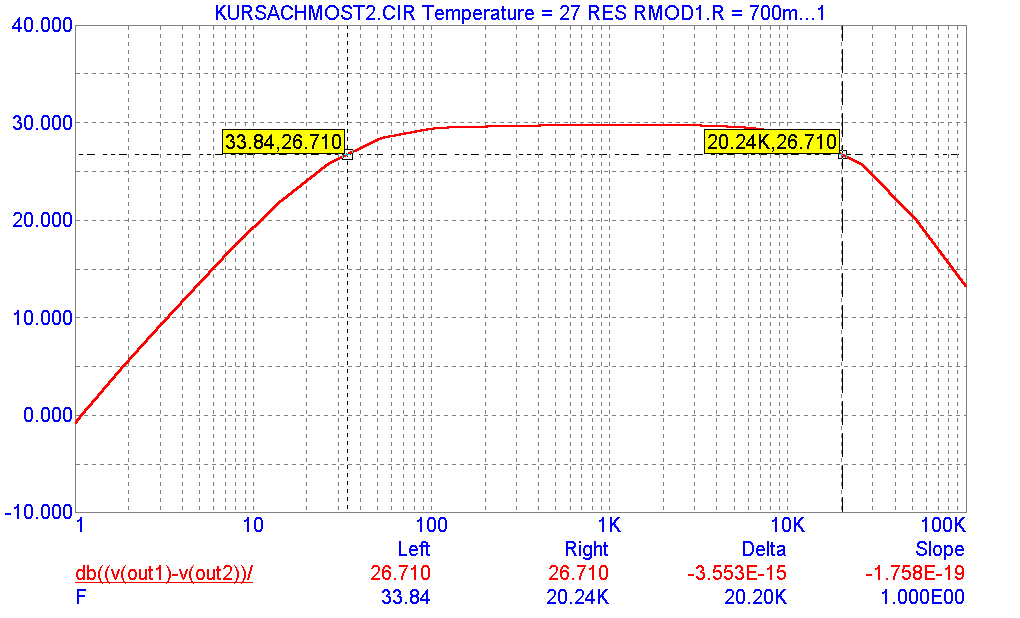 KURSACHMOST2.CIR Temperature = 27 RES RMOD1.R = 700m...1
40.000
30.000
33.84,26.710
20.24K,26.710
20.000
10.000
0.000
-10.000
1 10 100 1K 10K 100K
Left Right Delta Slope
db((v(out1)-v(out2))/ 26.710 26.710 -3.553E-15 -1.758E-19
F 33.84 20.24K 20.20K 1.000E00